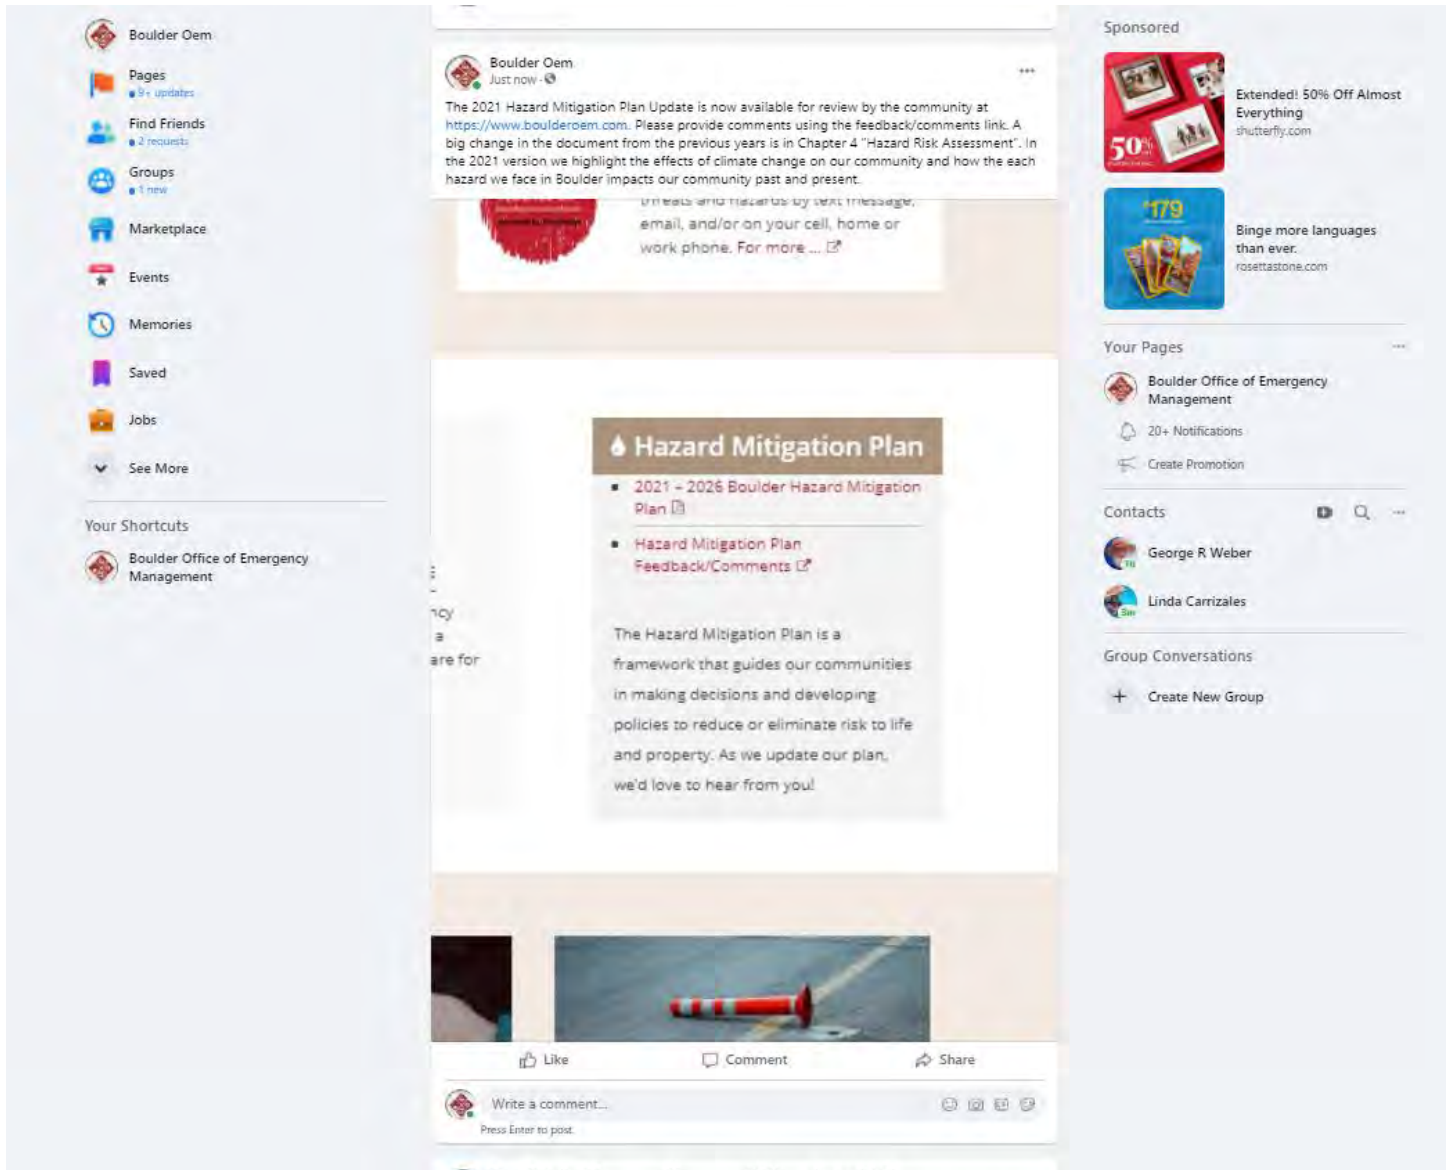 Boulder Oem
Pages
9+ updates
Find Friends
2 requests
Groups
1 new
Marketplace
Events
Memories
Saved
Jobs
See More
Your Shortcuts
Boulder Office of Emergency
Management
Boulder Oem
Just now ·
The 2021 Hazard Mitigation Plan Update is now available for review by the community at
https://www.boulderoem.com. Please provide comments using the feedback/comments link. A
big change in the document from the previous years is in Chapter 4 "Hazard Risk Assessment". In
the 2021 version we highlight the effects of climate change on our community and how the each
hazard we face in Boulder impacts our community past and present.
threats and hazards by text message,
email, and/or on your cell, home or
work phone. For more ...
Hazard Mitigation Plan
2021 – 2026 Boulder Hazard Mitigation
Plan
Hazard Mitigation Plan
Feedback/Comments
ncy
a
are for
The Hazard Mitigation Plan is a
framework that guides our communities
in making decisions and developing
policies to reduce or eliminate risk to life
and property. As we update our plan,
we'd love to hear from you!
Like
Comment
Share
Write a comment...
Press Enter to post.
Sponsored
50%
Extended! 50% Off Almost
Everything
shutterfly.com
$179
Binge more languages
than ever.
rosettastone.com
Your Pages
Boulder Office of Emergency
Management
20+ Notifications
Create Promotion
Contacts
George R Weber
Linda Carrizales
Group Conversations
Create New Group